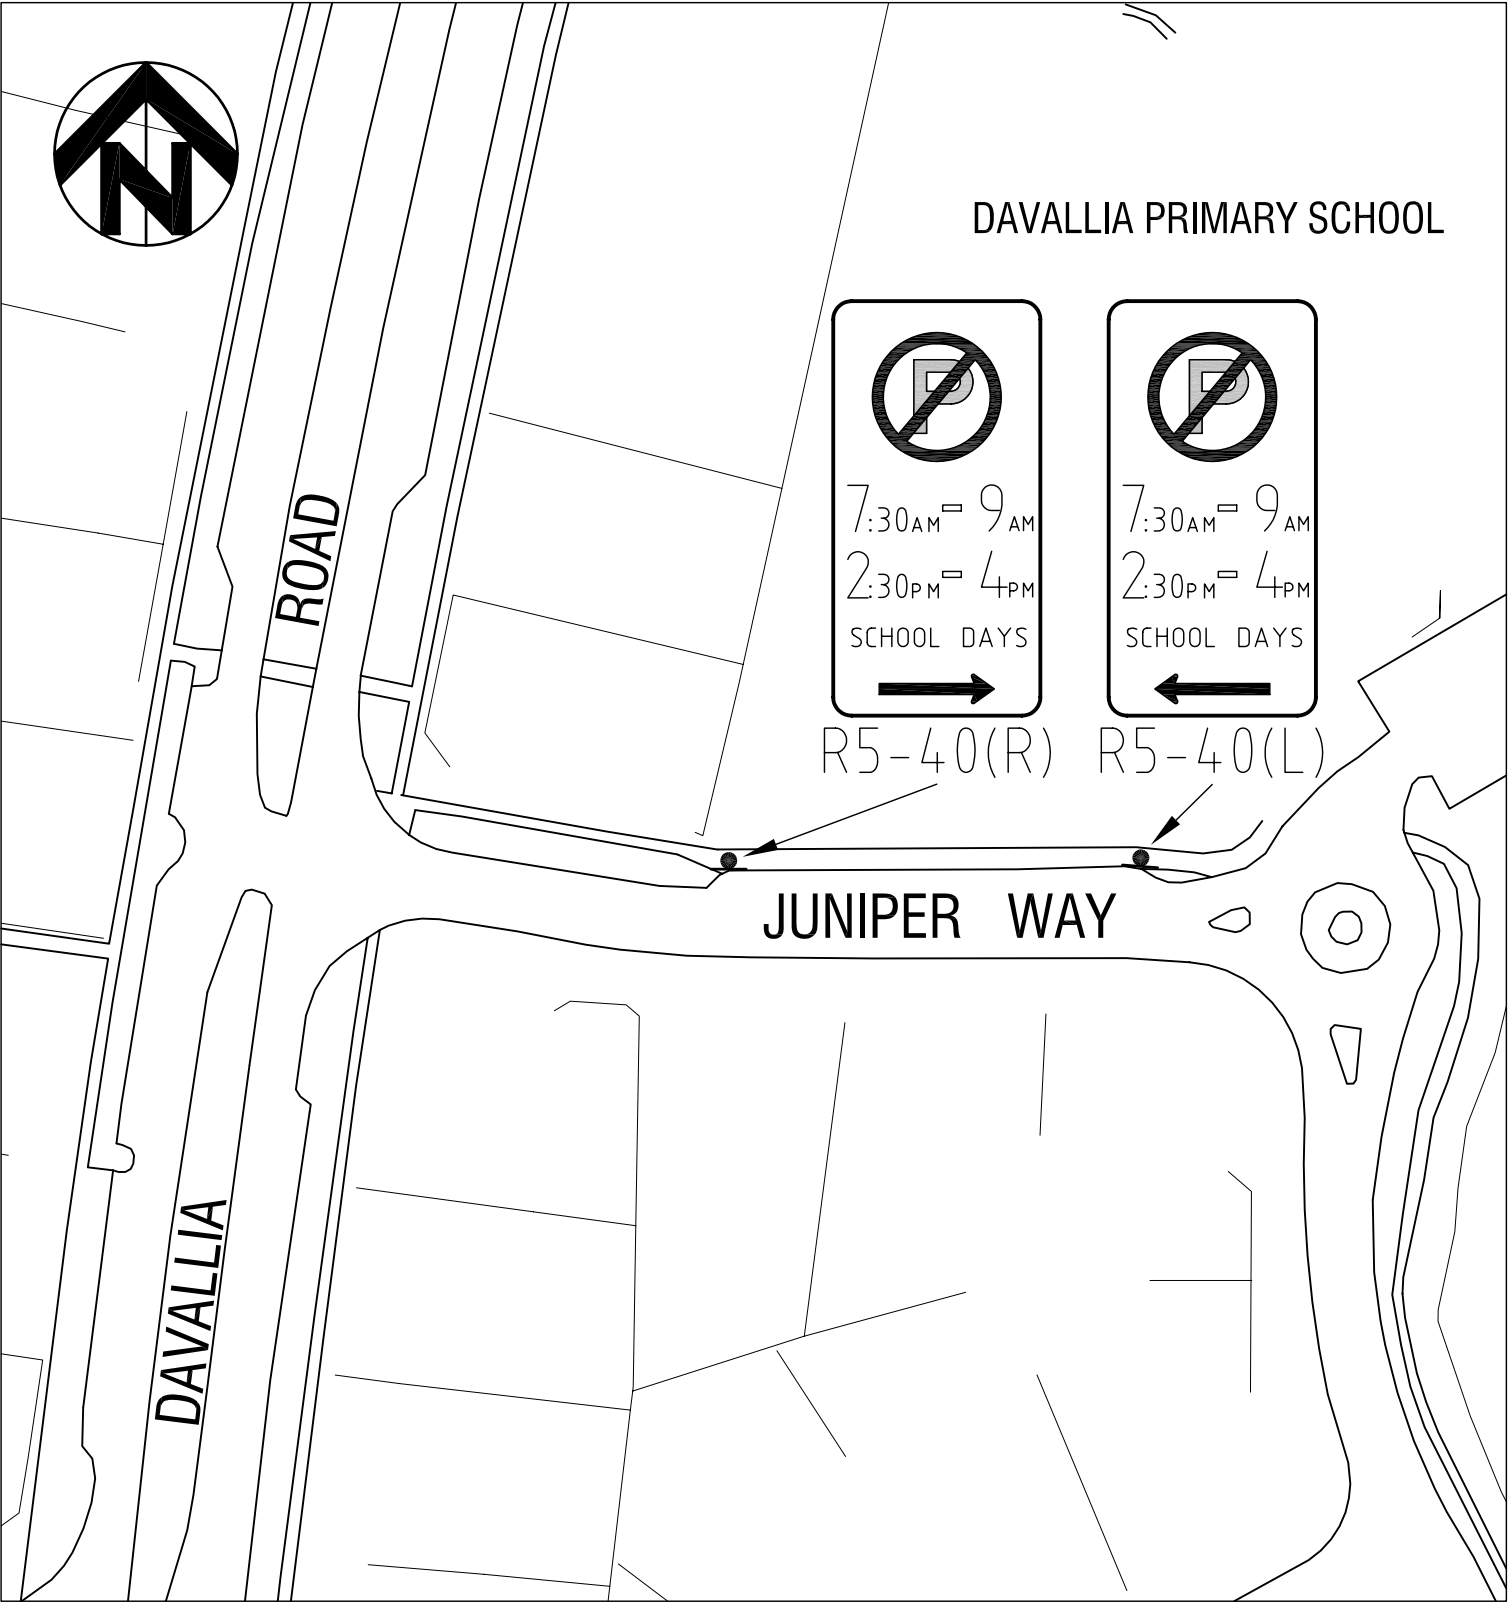 N
DAVALLIA PRIMARY SCHOOL
P
7:30AM - 9AM
2:30PM - 4PM
SCHOOL DAYS
R5-40(R)
P
7:30AM - 9AM
2:30PM - 4PM
SCHOOL DAYS
R5-40(L)
ROAD
JUNIPER WAY
DAVALLIA